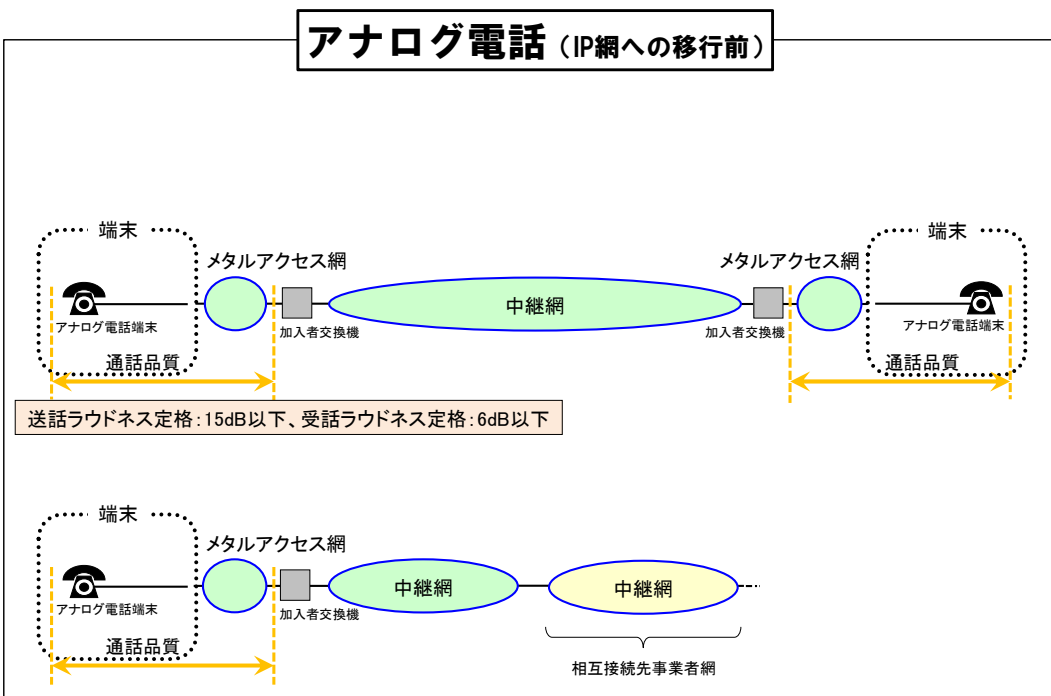 アナログ電話（IP網への移行前）
端末
端末
メタルアクセス網
メタルアクセス網
中継網
アナログ電話端末
加入者交換機
加入者交換機
アナログ電話端末
通話品質
通話品質
送話ラウドネス定格：15dB以下、受話ラウドネス定格：6dB以下
端末
メタルアクセス網
中継網
中継網
アナログ電話端末
加入者交換機
通話品質
相互接続先事業者網